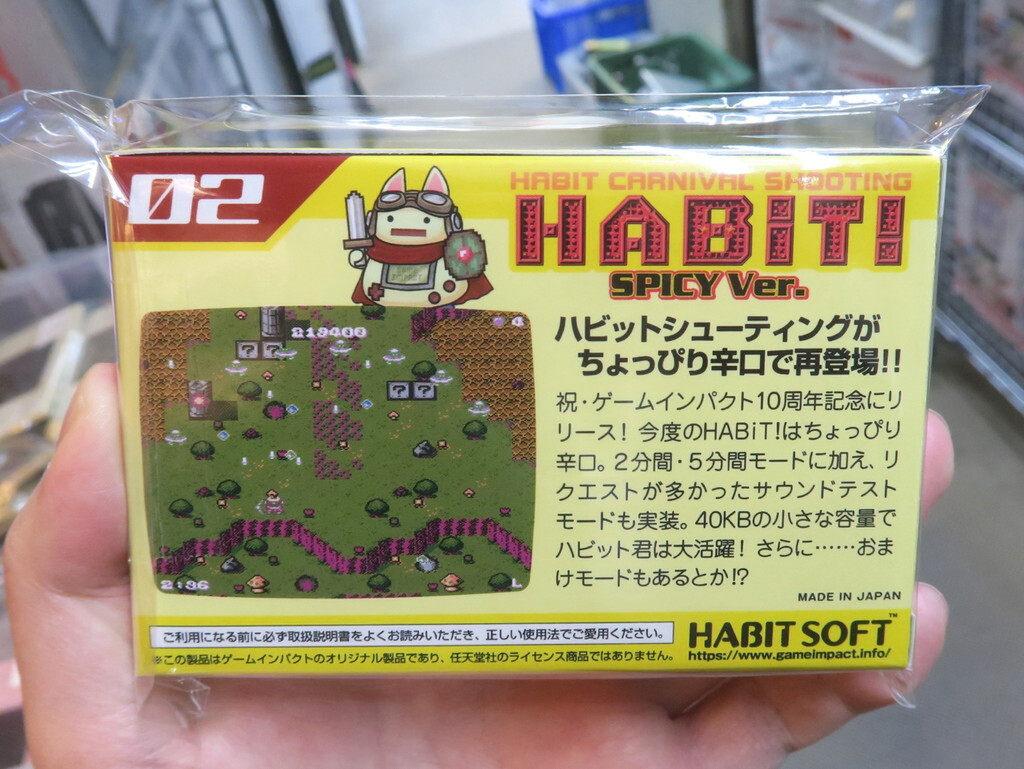 02
HABIT CARNIVAL SHOOTING
HABiT!
SPICY Ver.
219400
4
? ?
? ?
2:96
L
ハビットシューティングが
ちょっぴり辛口で再登場!!
祝・ゲームインパクト10周年記念にリ
リース! 今度のHABiT!はちょっぴり
辛口。2分間・5分間モードに加え、リ
クエストが多かったサウンドテスト
モードも実装。40KBの小さな容量で
ハビット君は大活躍! さらに……おま
けモードもあるとか!?
MADE IN JAPAN
ご利用になる前に必ず取扱説明書をよくお読みいただき、正しい使用法でご愛用ください。
※この製品はゲームインパクトのオリジナル製品であり、任天堂社のライセンス商品ではありません。
HABIT SOFT™
https://www.gameimpact.info/